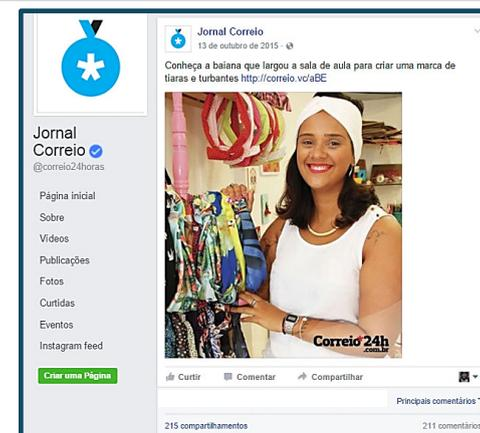 Jornal
Correio
@correio24horas
Página inicial
Sobre
Vídeos
Publicações
Fotos
Curtidas
Eventos
Instagram feed
Criar uma Página
Jornal Correio
13 de outubro de 2015 ·
Conheça a baiana que largou a sala de aula para criar uma marca de
tiaras e turbantes http://correio.vc/aBE
Correio*24h
.com.br
Curtir Comentar Compartilhar
Principais comentários
215 compartilhamentos 211 comentários